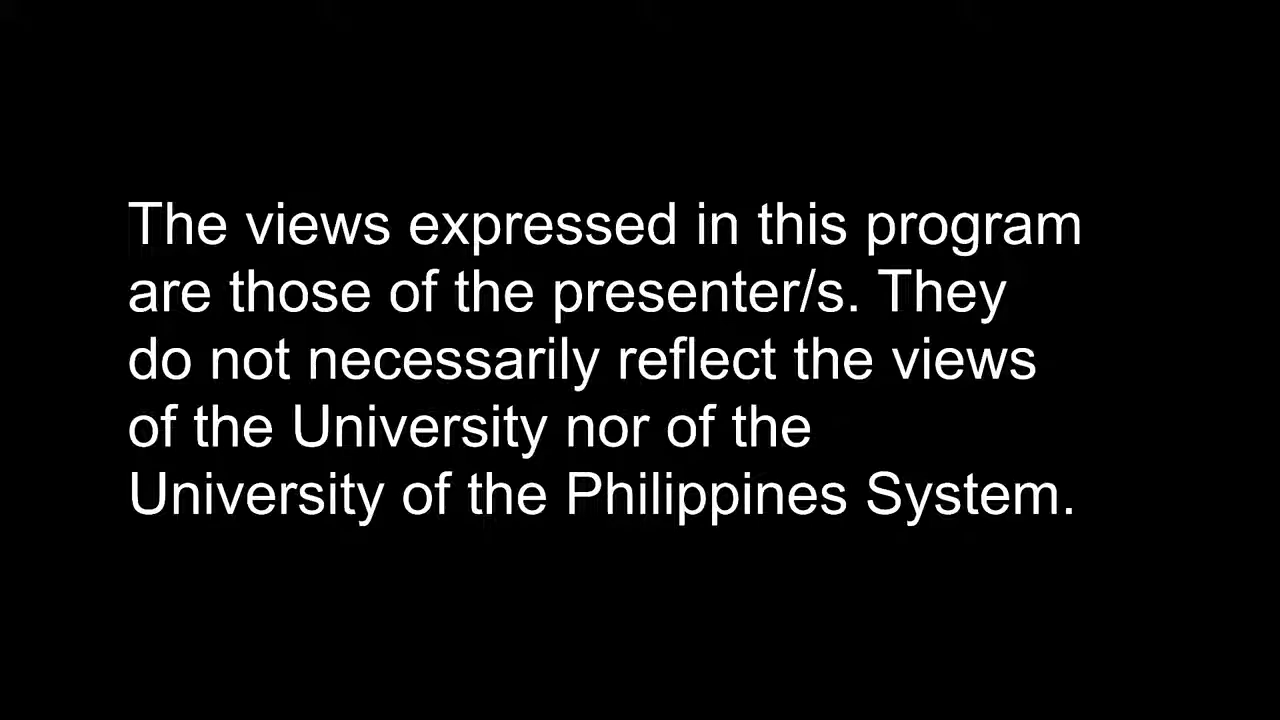 The views expressed in this program
are those of the presenter/s. They
do not necessarily reflect the views
of the University nor of the
University of the Philippines System.